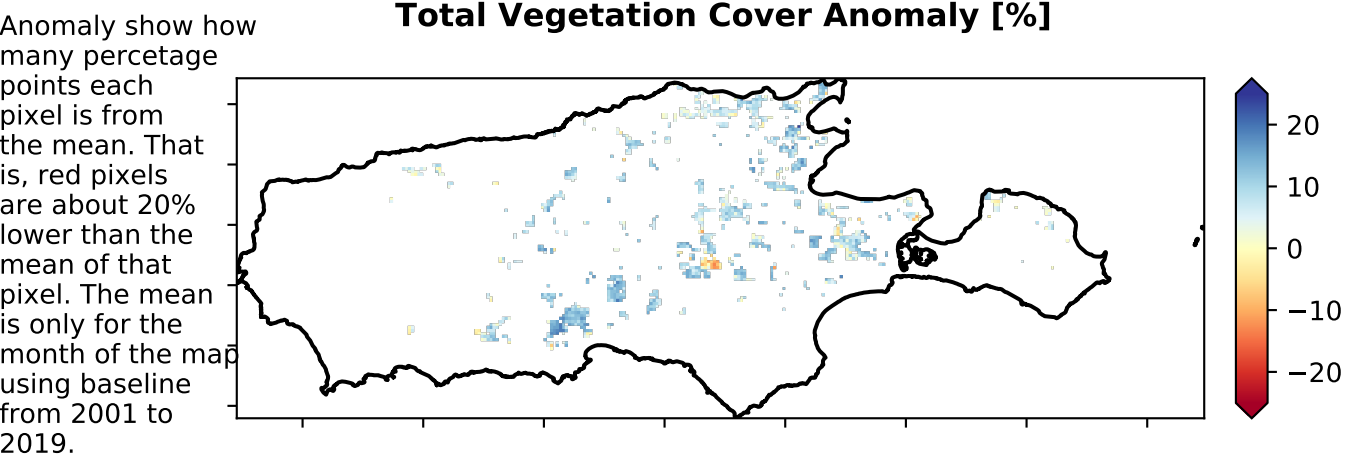 Total Vegetation Cover Anomaly [%]
Anomaly show how
many percetage
points each
pixel is from
the mean. That
is, red pixels
are about 20%
lower than the
mean of that
pixel. The mean
is only for the
month of the map
using baseline
from 2001 to
2019.
20
10
0
−10
−20